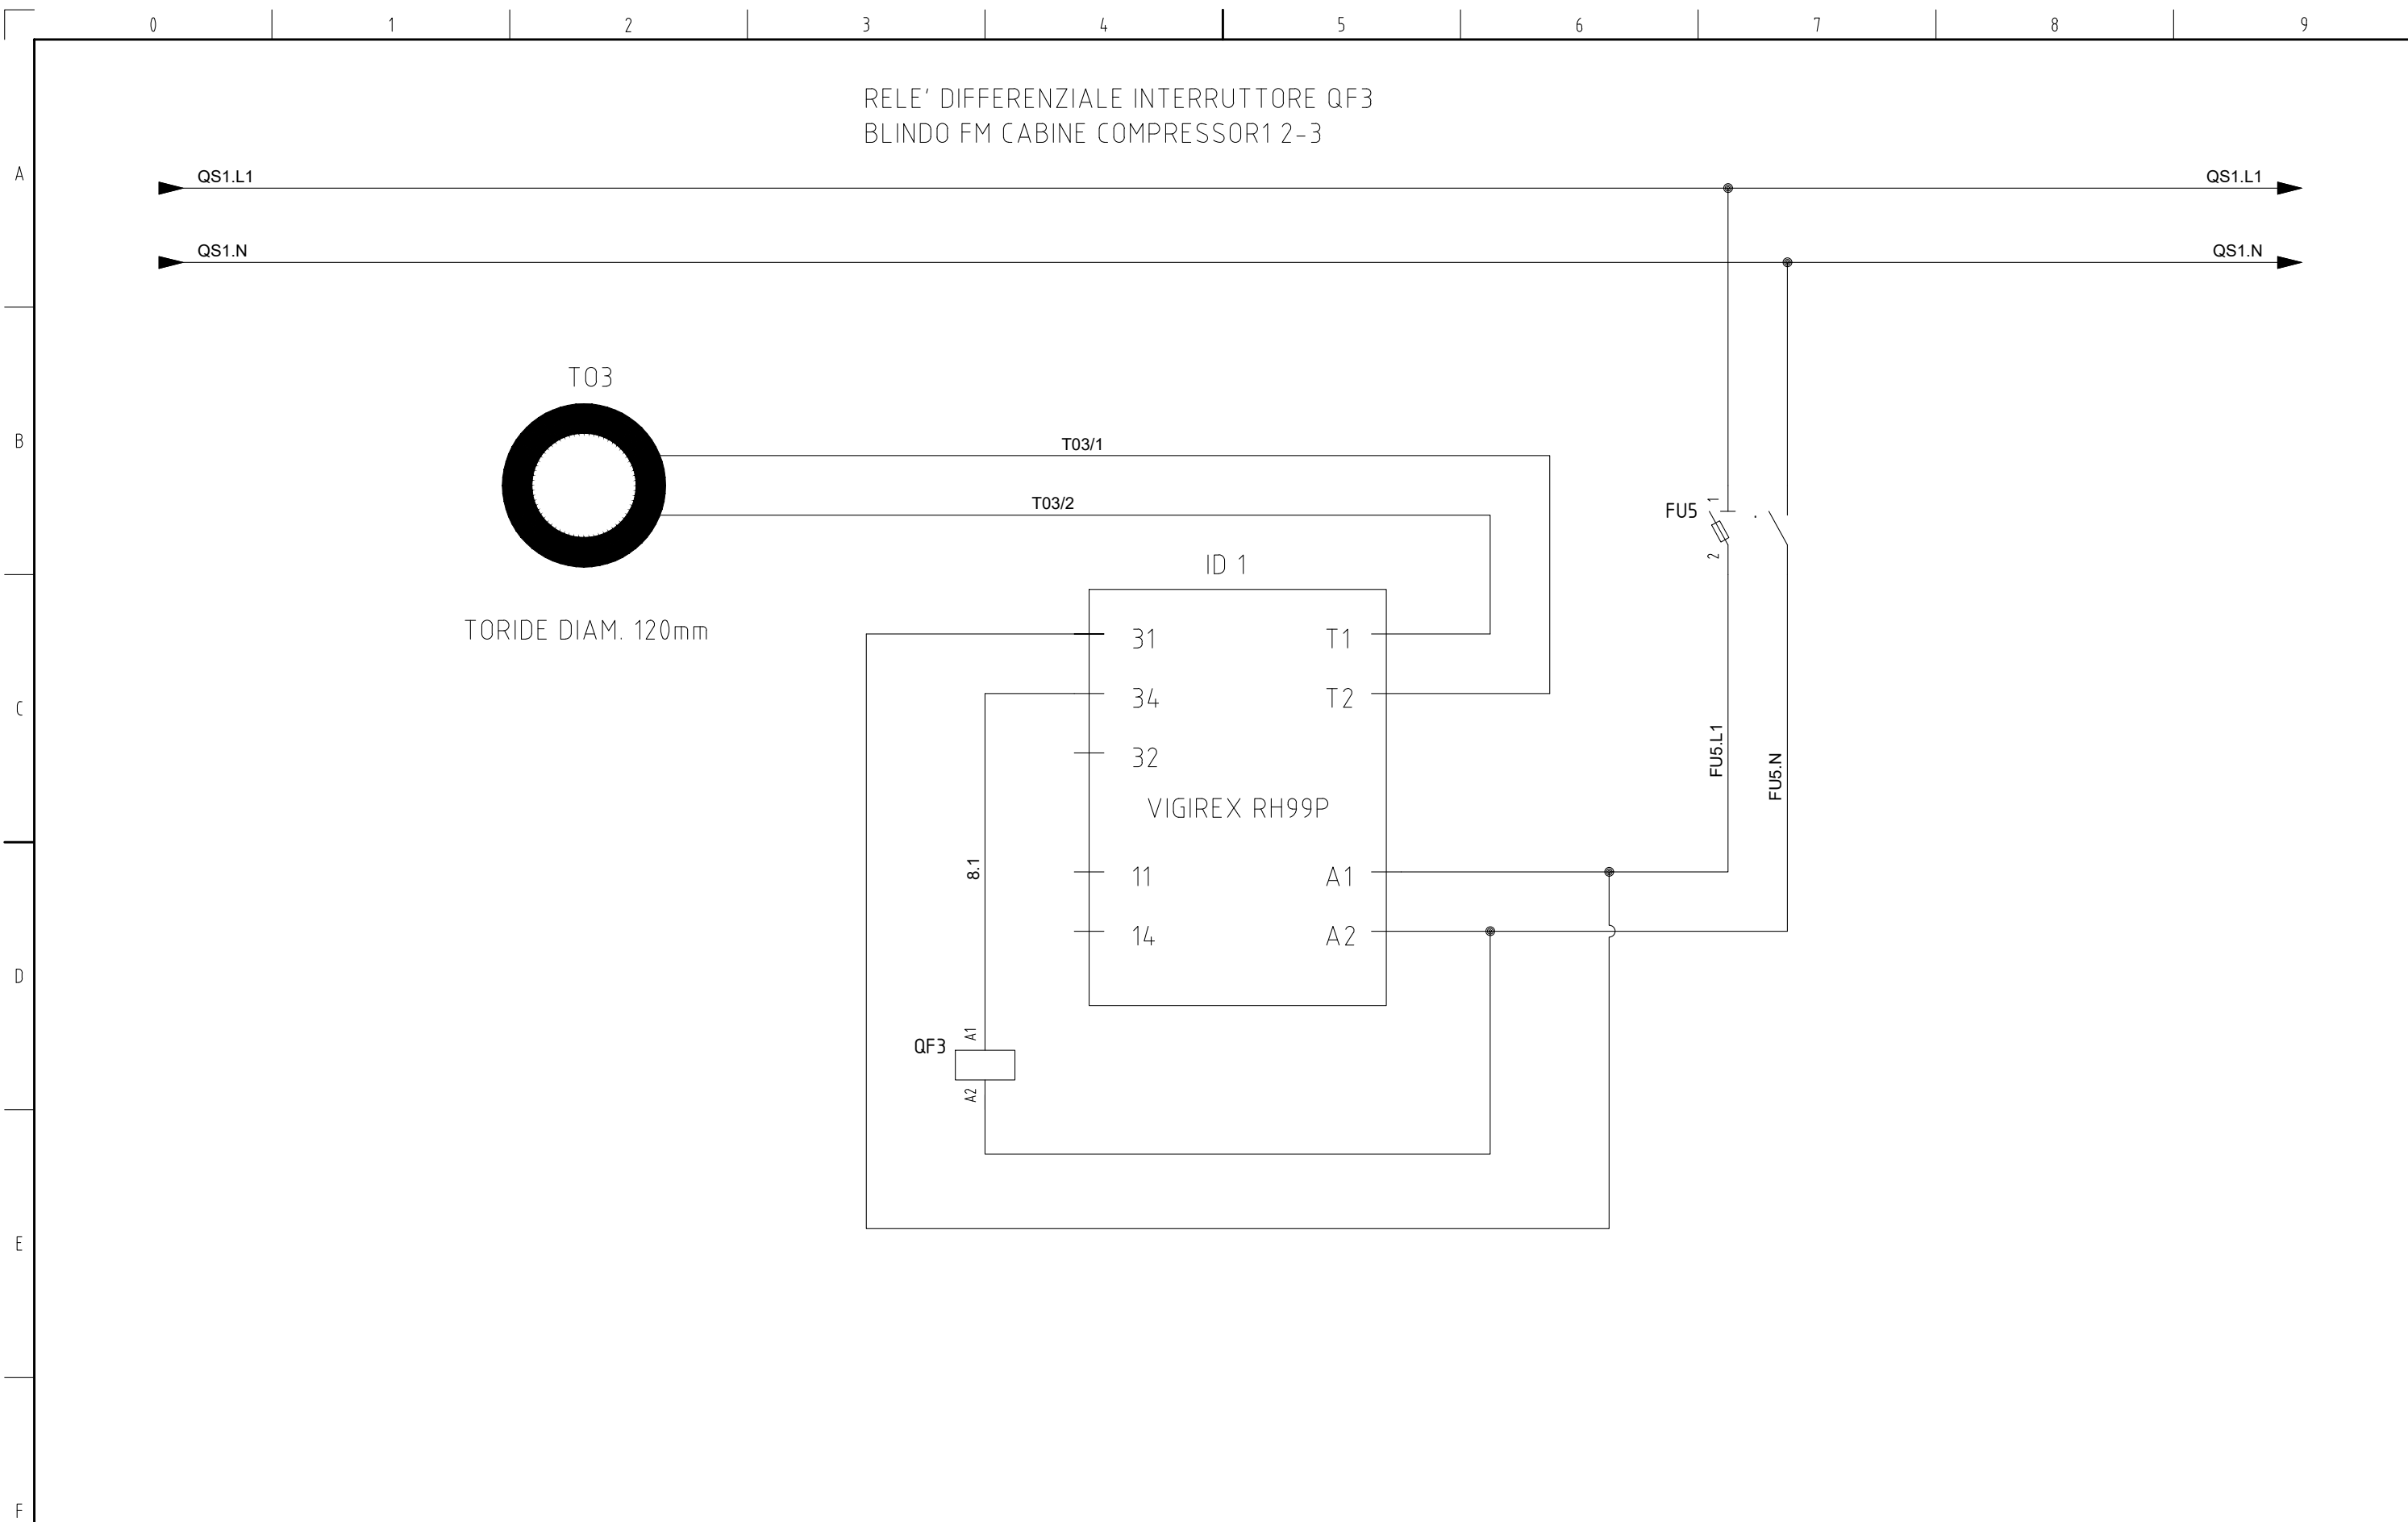 0 1 2 3 4 5 6 7 8 9
RELE' DIFFERENZIALE INTERRUTTORE QF3
BLINDO FM CABINE COMPRESSOR1 2-3
A
QS1.L1 QS1.L1
QS1.N QS1.N
TO3
B
T03/1
T03/2
FU5 1
2
ID 1
TORIDE DIAM. 120mm
31 T1
34 T2
C
32
FU5.L1
FU5.N
VIGIREX RH99P
8.1
11 A1
14 A2
D
QF3 A1
A2
E
F